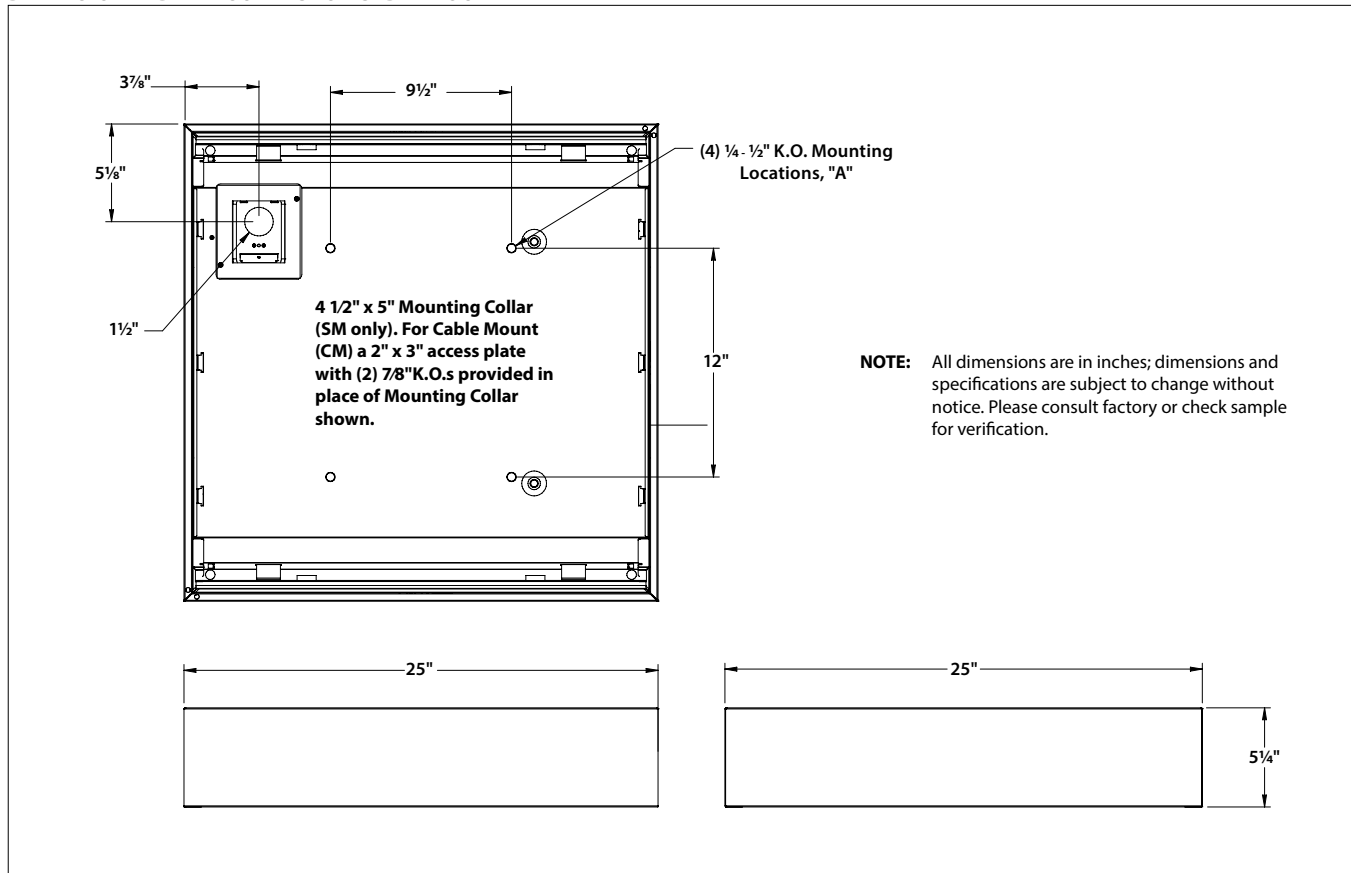 3⅞"
9½"
5⅛"
(4) ¼ - ½" K.O. Mounting
Locations, "A"
4 1/2" x 5" Mounting Collar
(SM only). For Cable Mount
(CM) a 2" x 3" access plate
with (2) 7/8"K.O.s provided in
place of Mounting Collar
shown.
1½"
12"
NOTE: All dimensions are in inches; dimensions and
specifications are subject to change without
notice. Please consult factory or check sample
for verification.
25"
25"
5¼"